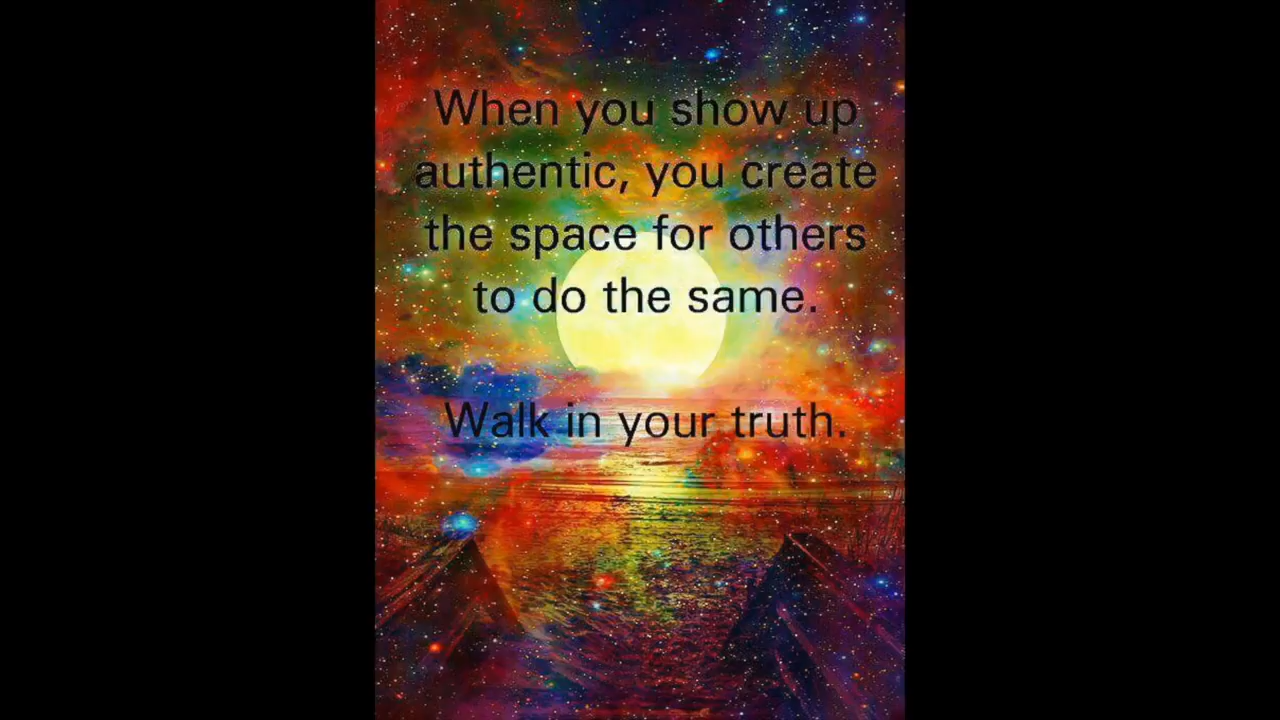 When you show up
authentic, you create
the space for others
to do the same.
Walk in your truth.